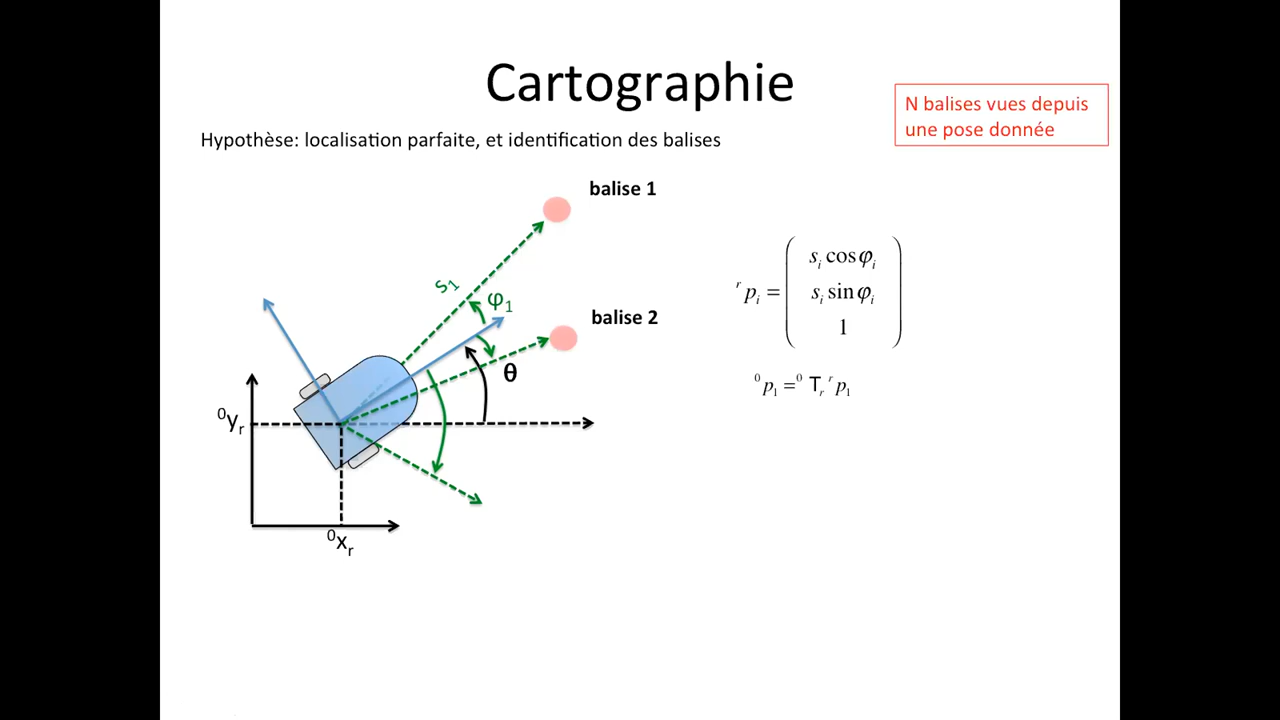 Cartographie
N balises vues depuis
une pose donnée
Hypothèse: localisation parfaite, et identification des balises
balise 1
s₁
φ₁
balise 2
θ
⁰yᵣ
⁰xᵣ
ʳpᵢ = ( sᵢ cos φᵢ
sᵢ sin φᵢ
1 )
⁰p₁ = ⁰Tᵣ ʳp₁